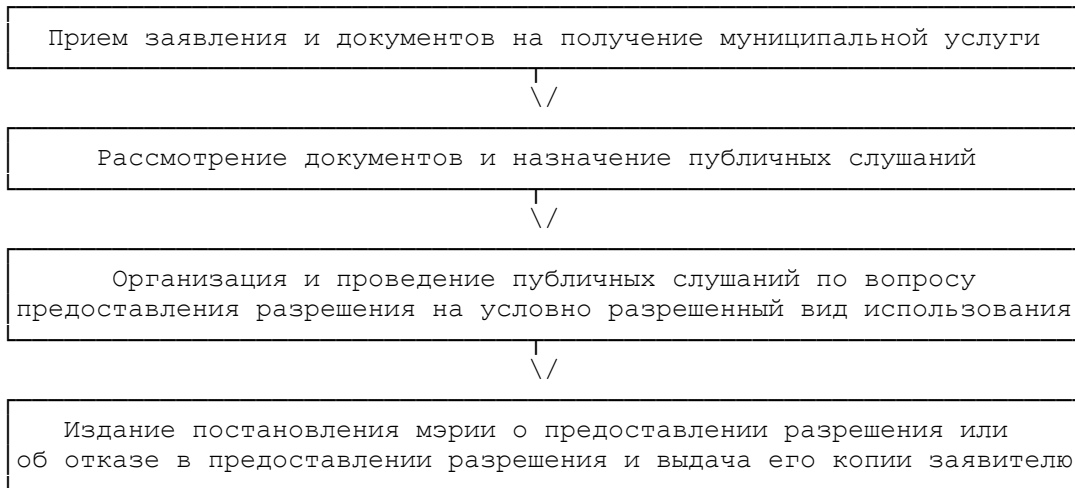 Прием заявления и документов на получение муниципальной услуги
Рассмотрение документов и назначение публичных слушаний
Организация и проведение публичных слушаний по вопросу
предоставления разрешения на условно разрешенный вид использования
Издание постановления мэрии о предоставлении разрешения или
об отказе в предоставлении разрешения и выдача его копии заявителю